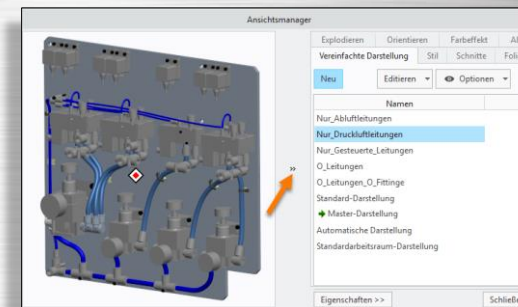 Ansichtsmanager
Explodieren Orientieren Farbeffekt
Vereinfachte Darstellung Stil Schnitte
Neu Editieren Optionen
Namen
Nur_Abluftleitungen
Nur_Druckluftleitungen
Nur_Gesteuerte_Leitungen
O_Leitungen
O_Leitungen_O_Fittinge
Standard-Darstellung
Master-Darstellung
Automatische Darstellung
Standardarbeitsraum-Darstellung
Eigenschaften >>